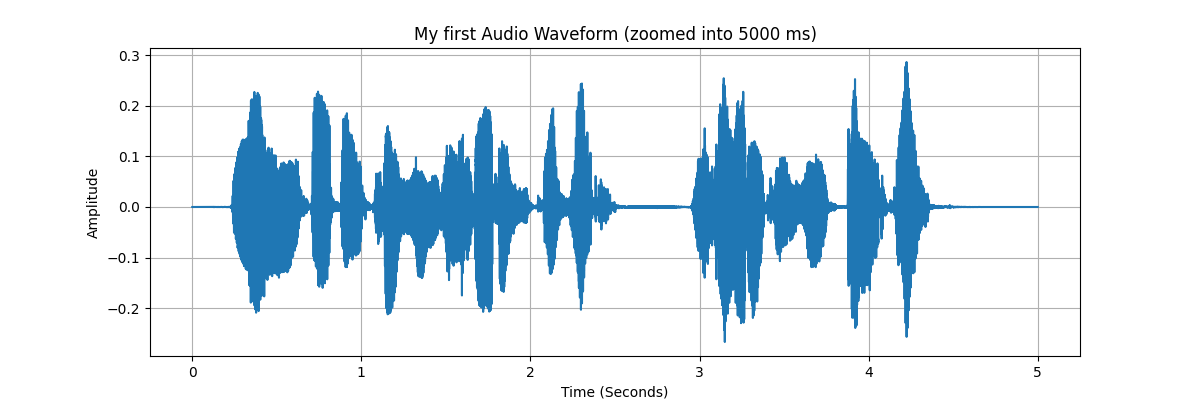 My first Audio Waveform (zoomed into 5000 ms)
0.3
0.2
0.1
0.0
−0.1
−0.2
Amplitude
0 1 2 3 4 5
Time (Seconds)